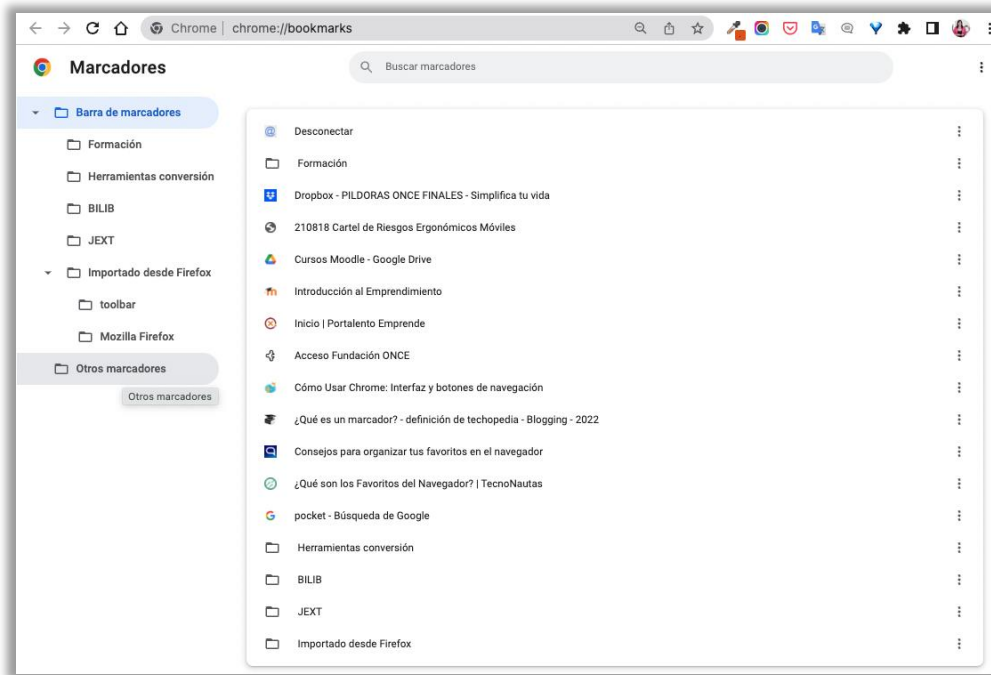 Chrome | chrome://bookmarks
Marcadores
Buscar marcadores
Barra de marcadores
Formación
Herramientas conversión
BILIB
JEXT
Importado desde Firefox
toolbar
Mozilla Firefox
Otros marcadores
Otros marcadores
Desconectar
Formación
Dropbox - PILDORAS ONCE FINALES - Simplifica tu vida
210818 Cartel de Riesgos Ergonómicos Móviles
Cursos Moodle - Google Drive
Introducción al Emprendimiento
Inicio | Portalento Emprende
Acceso Fundación ONCE
Cómo Usar Chrome: Interfaz y botones de navegación
¿Qué es un marcador? - definición de techopedia - Blogging - 2022
Consejos para organizar tus favoritos en el navegador
¿Qué son los Favoritos del Navegador? | TecnoNautas
pocket - Búsqueda de Google
Herramientas conversión
BILIB
JEXT
Importado desde Firefox